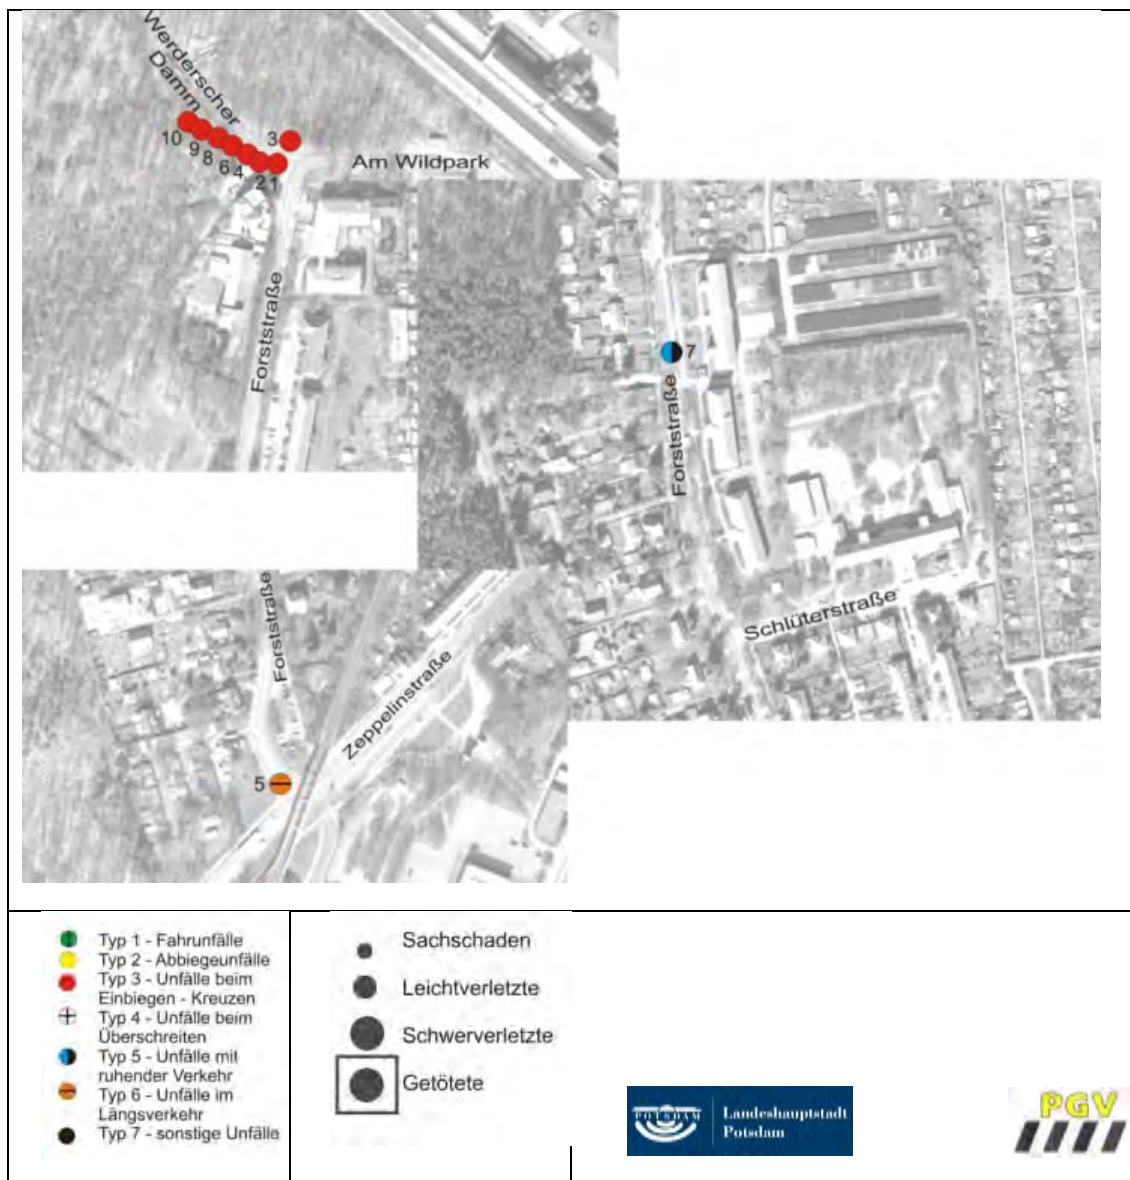 Werderscher
Damm
10
9
8
6
4
2
1
3
Am Wildpark
Forststraße
7
Forststraße
Schlüterstraße
Forststraße
Zeppelinstraße
5
Typ 1 - Fahrunfälle
Typ 2 - Abbiegeunfälle
Typ 3 - Unfälle beim
Einbiegen - Kreuzen
Typ 4 - Unfälle beim
Überschreiten
Typ 5 - Unfälle mit
ruhender Verkehr
Typ 6 - Unfälle im
Längsverkehr
Typ 7 - sonstige Unfälle
Sachschaden
Leichtverletzte
Schwerverletzte
Getötete
POTSDAM
Landeshauptstadt
Potsdam
PGV